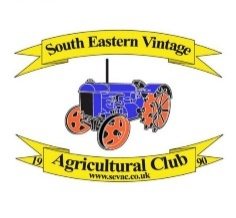 South Eastern Vintage
19 Agricultural Club 90
www.sevac.co.uk